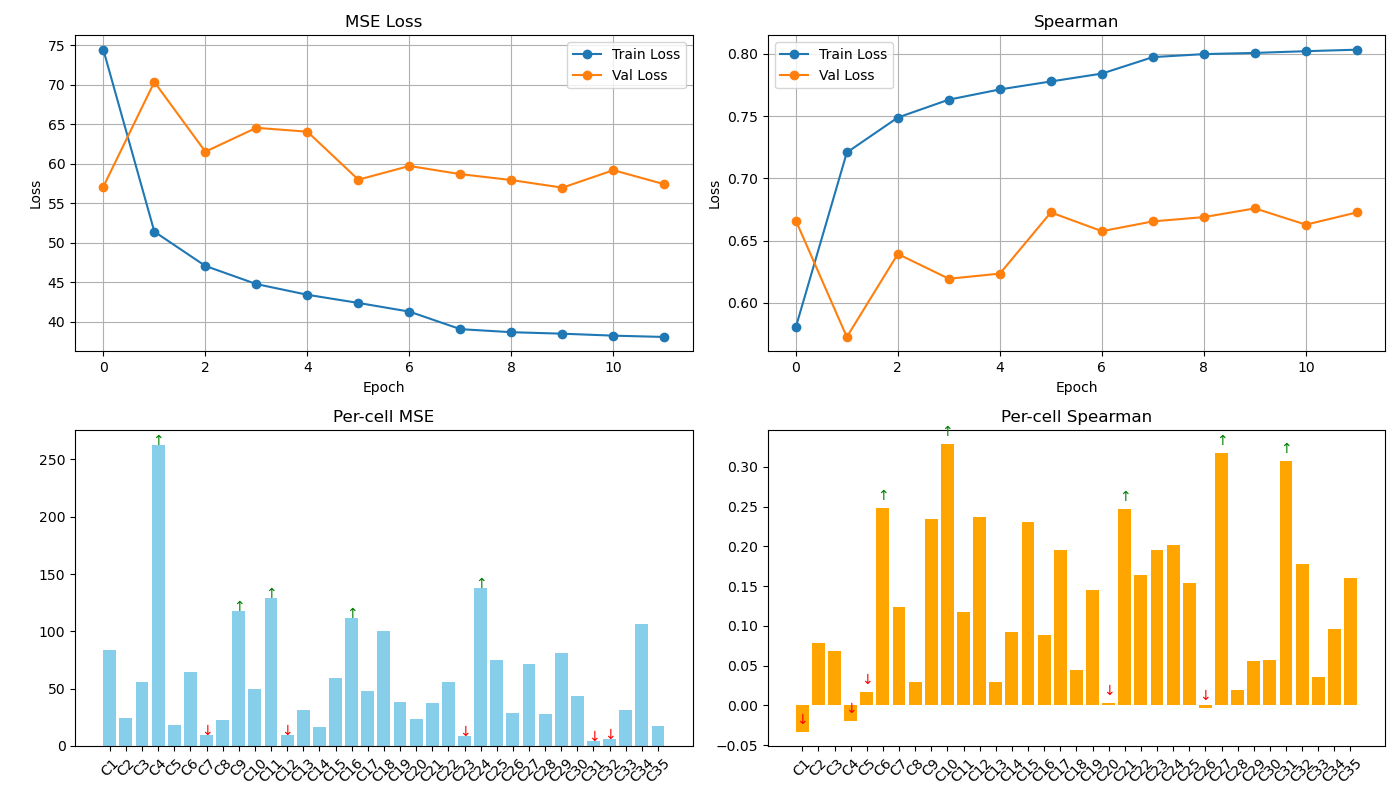 MSE Loss
75
70
65
60
55
50
45
40
Loss
Train Loss
Val Loss
0 2 4 6 8 10
Epoch
Spearman
0.80
0.75
0.70
0.65
0.60
Loss
Train Loss
Val Loss
0 2 4 6 8 10
Epoch
Per-cell MSE
250
200
150
100
50
0
↑ ↓ ↑ ↑ ↓ ↑ ↓ ↑ ↓ ↓
C1 C2 C3 C4 C5 C6 C7 C8 C9 C10 C11 C12 C13 C14 C15 C16 C17 C18 C19 C20 C21 C22 C23 C24 C25 C26 C27 C28 C29 C30 C31 C32 C33 C34 C35
Per-cell Spearman
0.30
0.25
0.20
0.15
0.10
0.05
0.00
−0.05
↓ ↓ ↓ ↑ ↑ ↓ ↑ ↓ ↑ ↑
C1 C2 C3 C4 C5 C6 C7 C8 C9 C10 C11 C12 C13 C14 C15 C16 C17 C18 C19 C20 C21 C22 C23 C24 C25 C26 C27 C28 C29 C30 C31 C32 C33 C34 C35